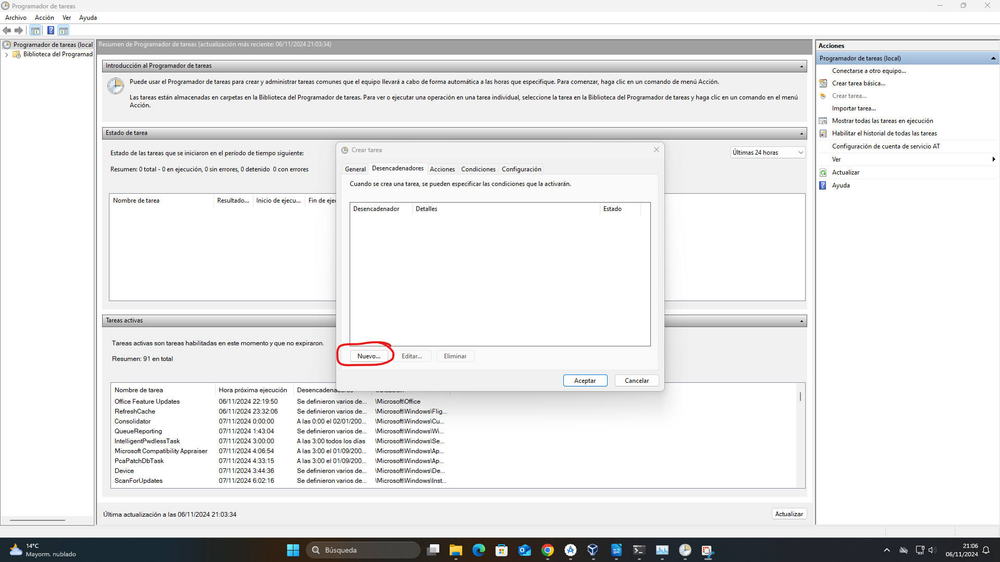 Programador de tareas
Archivo Acción Ver Ayuda
Programador de tareas (local)
Biblioteca del Programad
Resumen de Programador de tareas (actualización más reciente: 06/11/2024 21:03:34)
Introducción al Programador de tareas
Puede usar el Programador de tareas para crear y administrar tareas comunes que el equipo llevará a cabo de forma automática a las horas que especifique. Para comenzar, haga clic en un comando de menú Acción.
Las tareas están almacenadas en carpetas en la Biblioteca del Programador de tareas. Para ver o ejecutar una operación en una tarea individual, seleccione la tarea en la Biblioteca del Programador de tareas y haga clic en un comando en el menú
Acción.
Estado de tarea
Estado de las tareas que se iniciaron en el período de tiempo siguiente:
Últimas 24 horas
Resumen: 0 total - 0 en ejecución, 0 sin errores, 0 detenido 0 con errores
Nombre de tarea Resultado... Inicio de ejecu... Fin de ejec
Crear tarea
General Desencadenadores Acciones Condiciones Configuración
Cuando se crea una tarea, se pueden especificar las condiciones que la activarán.
Desencadenador Detalles Estado
Nuevo... Editar... Eliminar
Aceptar Cancelar
Tareas activas
Tareas activas son tareas habilitadas en este momento y que no expiraron.
Resumen: 91 en total
Nombre de tarea Hora próxima ejecución Desencadenadores Ubicación
Office Feature Updates 06/11/2024 22:19:50 Se definieron varios de... \Microsoft\Office
RefreshCache 06/11/2024 23:32:06 Se definieron varios de... \Microsoft\Windows\Flig...
Consolidator 07/11/2024 0:00:00 A las 0:00 el 02/01/200... \Microsoft\Windows\Cu...
QueueReporting 07/11/2024 1:43:04 Se definieron varios de... \Microsoft\Windows\Wi...
IntelligentPwdlessTask 07/11/2024 3:00:00 A las 3:00 todos los días \Microsoft\Windows\Se...
Microsoft Compatibility Appraiser 07/11/2024 4:06:54 A las 3:00 el 01/09/200... \Microsoft\Windows\Ap...
PcaPatchDbTask 07/11/2024 4:33:15 A las 3:00 el 01/09/200... \Microsoft\Windows\Ap...
Device 07/11/2024 3:44:36 Se definieron varios de... \Microsoft\Windows\De...
ScanForUpdates 07/11/2024 6:02:16 Se definieron varios de... \Microsoft\Windows\Inst...
Última actualización a las 06/11/2024 21:03:34
Actualizar
Acciones
Programador de tareas (local)
Conectarse a otro equipo...
Crear tarea básica...
Crear tarea...
Importar tarea...
Mostrar todas las tareas en ejecución
Habilitar el historial de todas las tareas
Configuración de cuenta de servicio AT
Ver
Actualizar
Ayuda
14°C
Mayorm. nublado
Búsqueda
21:06
06/11/2024